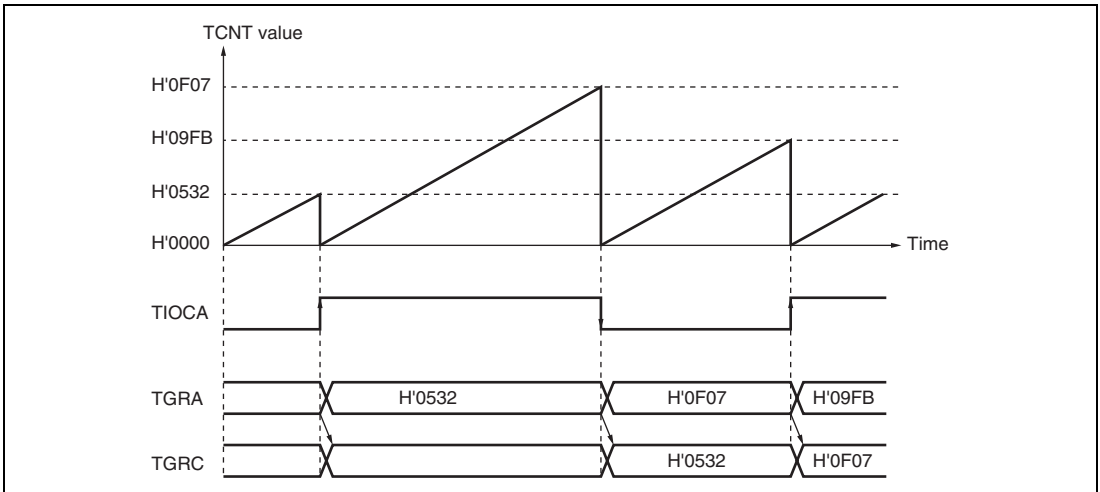 TCNT value
H'0F07
H'09FB
H'0532
H'0000
Time
TIOCA
TGRA
H'0532
H'0F07
H'09FB
TGRC
H'0532
H'0F07